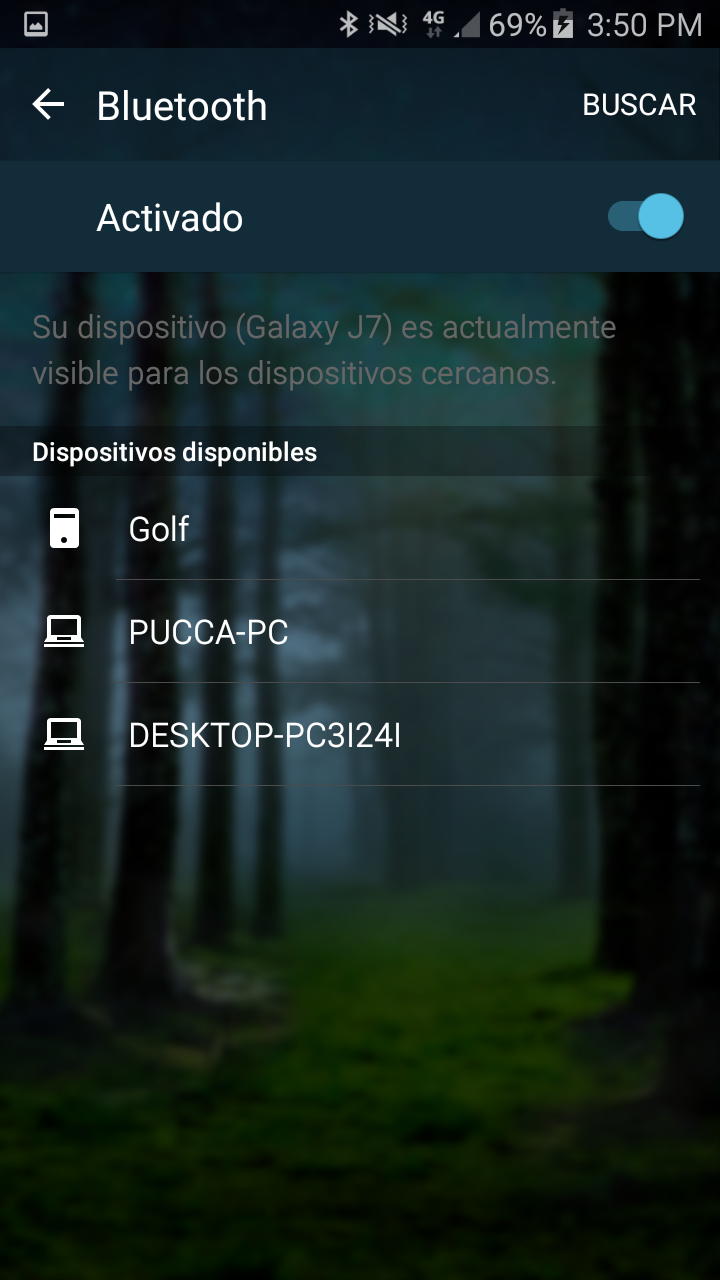 4G 69% 3:50 PM
Bluetooth BUSCAR
Activado
Su dispositivo (Galaxy J7) es actualmente
visible para los dispositivos cercanos.
Dispositivos disponibles
Golf
PUCCA-PC
DESKTOP-PC3I24I